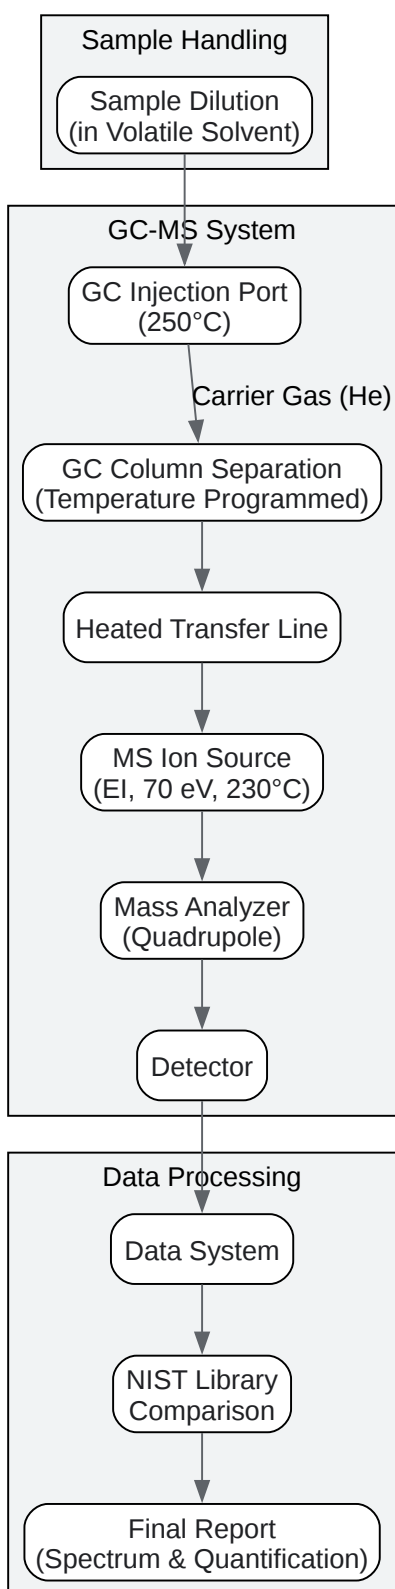 Sample Handling
Sample Dilution
(in Volatile Solvent)
GC-MS System
GC Injection Port
(250°C)
Carrier Gas (He)
GC Column Separation
(Temperature Programmed)
Heated Transfer Line
MS Ion Source
(EI, 70 eV, 230°C)
Mass Analyzer
(Quadrupole)
Detector
Data Processing
Data System
NIST Library
Comparison
Final Report
(Spectrum & Quantification)